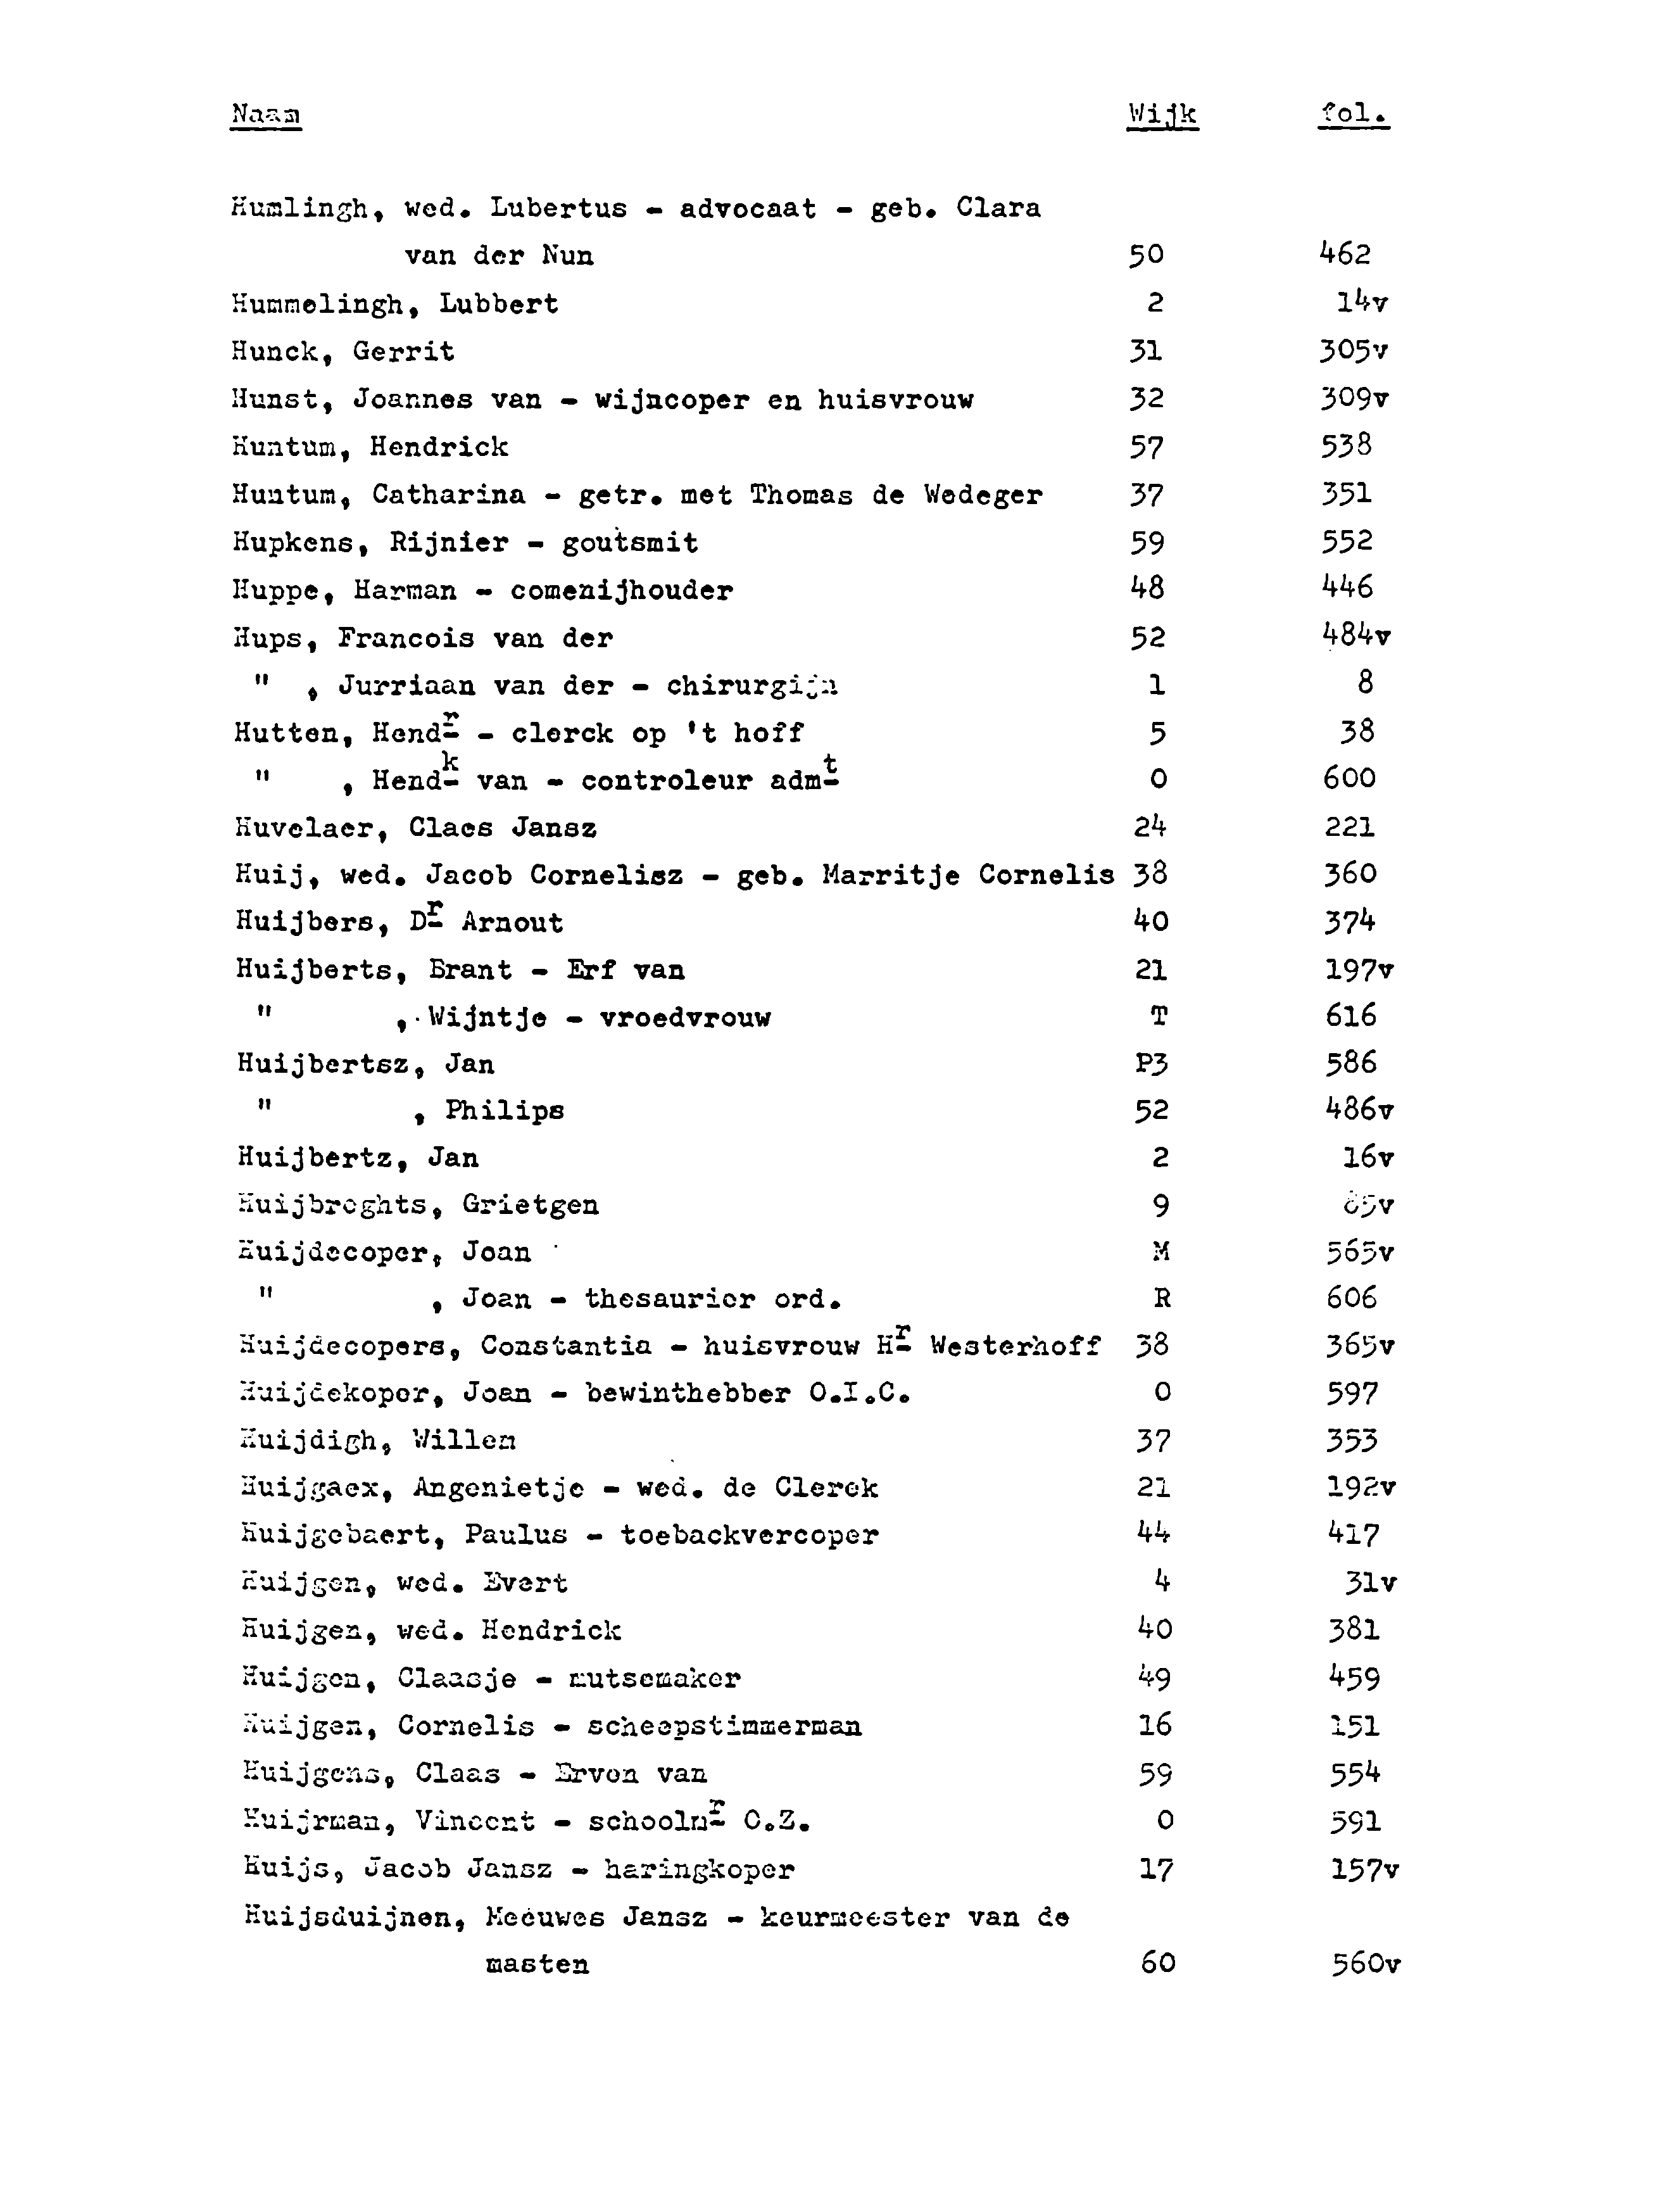 Naam Wijk fol.
Humlingh, wed. Lubertus - advocaat - geb. Clara
van der Nun 50 462
Hummelingh, Lubbert 2 14v
Hunck, Gerrit 31 305v
Hunst, Joannes van - wijncoper en huisvrouw 32 309v
Huntum, Hendrick 57 538
Huntum, Catharina - getr. met Thomas de Wedeger 37 351
Hupkens, Rijnier - goutsmit 59 552
Huppe, Harman - comenijhouder 48 446
Hups, Francois van der 52 484v
" , Jurriaan van der - chirurgijn 1 8
Hutten, Hendr - clerck op 't hoff 5 38
" , Hendk van - controleur admt O 600
Huvelaer, Claes Jansz 24 221
Huij, wed. Jacob Cornelisz - geb. Marritje Cornelis 38 360
Huijbers, Dr Arnout 40 374
Huijberts, Brant - Erf van 21 197v
" , Wijntje - vroedvrouw T 616
Huijbertsz, Jan P3 586
" , Philips 52 486v
Huijbertz, Jan 2 16v
Huijbreghts, Grietgen 9
Huijdecoper, Joan M 565v
" , Joan - thesaurier ord. R 606
Huijdecopers, Constantia - huisvrouw Hr Westerhoff 38 365v
Huijdekoper, Joan - bewinthebber O.I.C. O 597
Huijdigh, Willem 37 353
Huijgaex, Angenietje - wed. de Clerck 21 192v
Huijgebaert, Paulus - toebackvercoper 44 417
Huijgen, wed. Evert 4 31v
Huijgen, wed. Hendrick 40 381
Huijgen, Claasje - mutsemaker 49 459
Huijgen, Cornelis - scheepstimmerman 16 151
Huijgens, Claas - Erven van 59 554
Huijrman, Vincent - schoolmr O.Z. O 591
Huijs, Jacob Jansz - haringkoper 17 157v
Huijsduijnen, Meeuwes Jansz - keurmeester van de
masten 60 560v